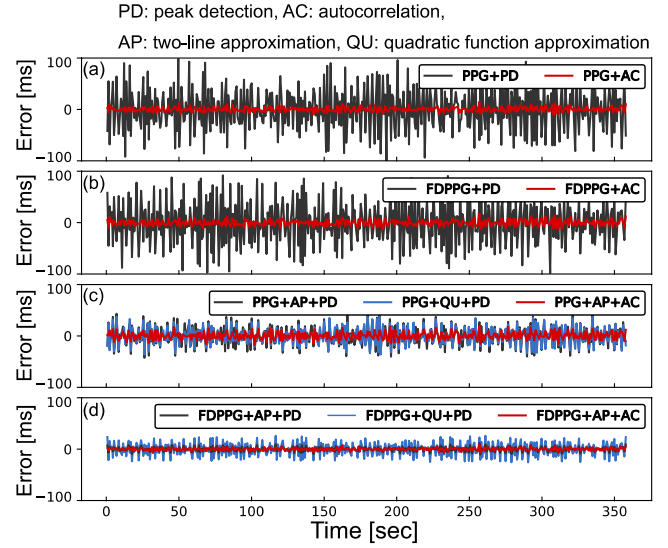 PD: peak detection, AC: autocorrelation,
AP: two-line approximation, QU: quadratic function approximation
(a)
PPG+PD PPG+AC
Error [ms]
100
0
−100
(b)
FDPPG+PD FDPPG+AC
Error [ms]
100
0
−100
(c)
PPG+AP+PD PPG+QU+PD PPG+AP+AC
Error [ms]
100
0
−100
(d)
FDPPG+AP+PD FDPPG+QU+PD FDPPG+AP+AC
Error [ms]
100
0
−100
0 50 100 150 200 250 300 350
Time [sec]